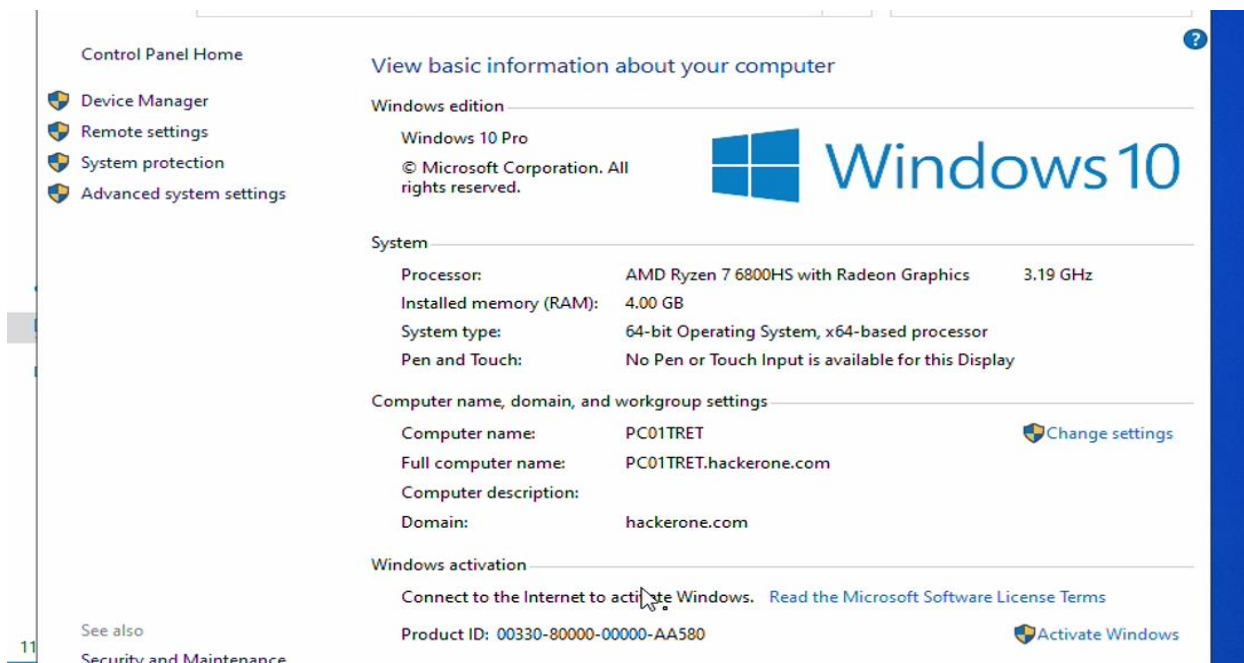 Control Panel Home
Device Manager
Remote settings
System protection
Advanced system settings
See also
Security and Maintenance
11
View basic information about your computer
?
Windows edition
Windows 10 Pro
© Microsoft Corporation. All
rights reserved.
Windows 10
System
Processor: AMD Ryzen 7 6800HS with Radeon Graphics 3.19 GHz
Installed memory (RAM): 4.00 GB
System type: 64-bit Operating System, x64-based processor
Pen and Touch: No Pen or Touch Input is available for this Display
Computer name, domain, and workgroup settings
Computer name: PC01TRET Change settings
Full computer name: PC01TRET.hackerone.com
Computer description:
Domain: hackerone.com
Windows activation
Connect to the Internet to activate Windows. Read the Microsoft Software License Terms
Product ID: 00330-80000-00000-AA580 Activate Windows